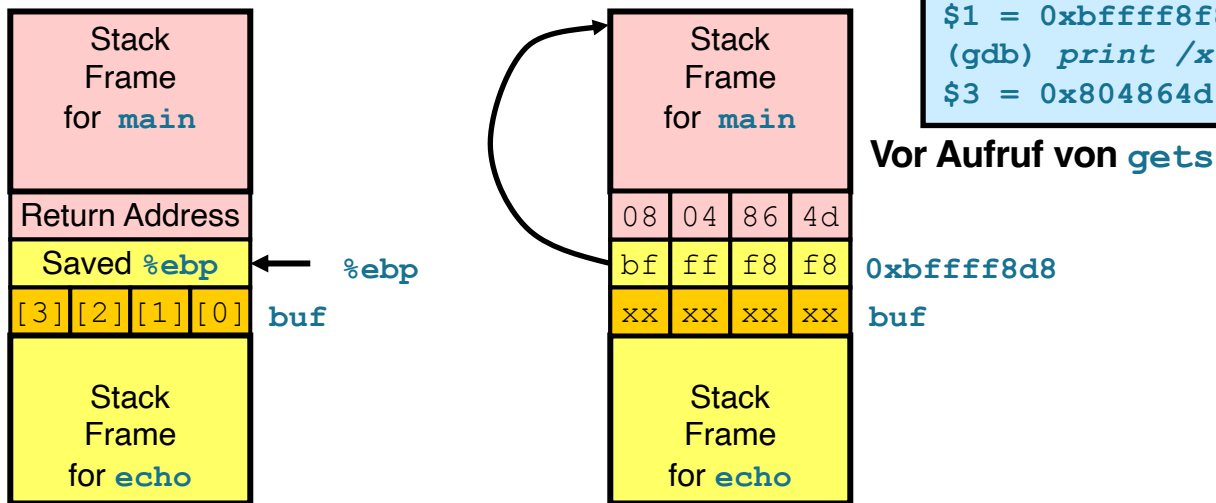 Stack
Frame
for main
Return Address
Saved %ebp
%ebp
[3] [2] [1] [0]
buf
Stack
Frame
for echo
Stack
Frame
for main
08 04 86 4d
bf ff f8 f8
0xbffff8d8
xx xx xx xx
buf
Stack
Frame
for echo
$1 = 0xbffff8f8
(gdb) print /x
$3 = 0x804864d
Vor Aufruf von gets